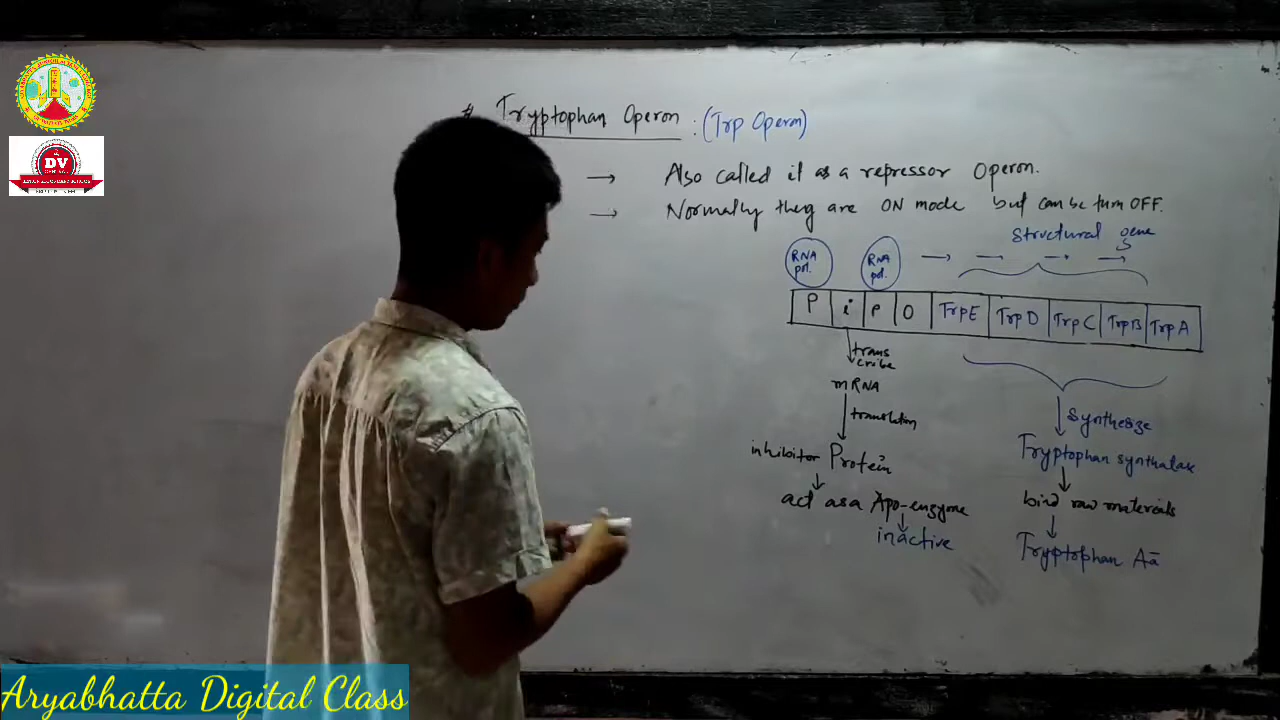 # Tryptophan Operon : (Trp Operon)
→ Also called it as a repressor Operon.
→ Normally they are ON mode but can be turn OFF.
Structural gene
RNA pol.
RNA pol.
P i P O TrpE TrpD TrpC TrpB TrpA
transcribe
mRNA
translation
inhibitor Protein
act as a Apo-enzyme
inactive
synthesize
Tryptophan synthatase
bind raw materials
Tryptophan Aā
DV
Aryabhatta Digital Class